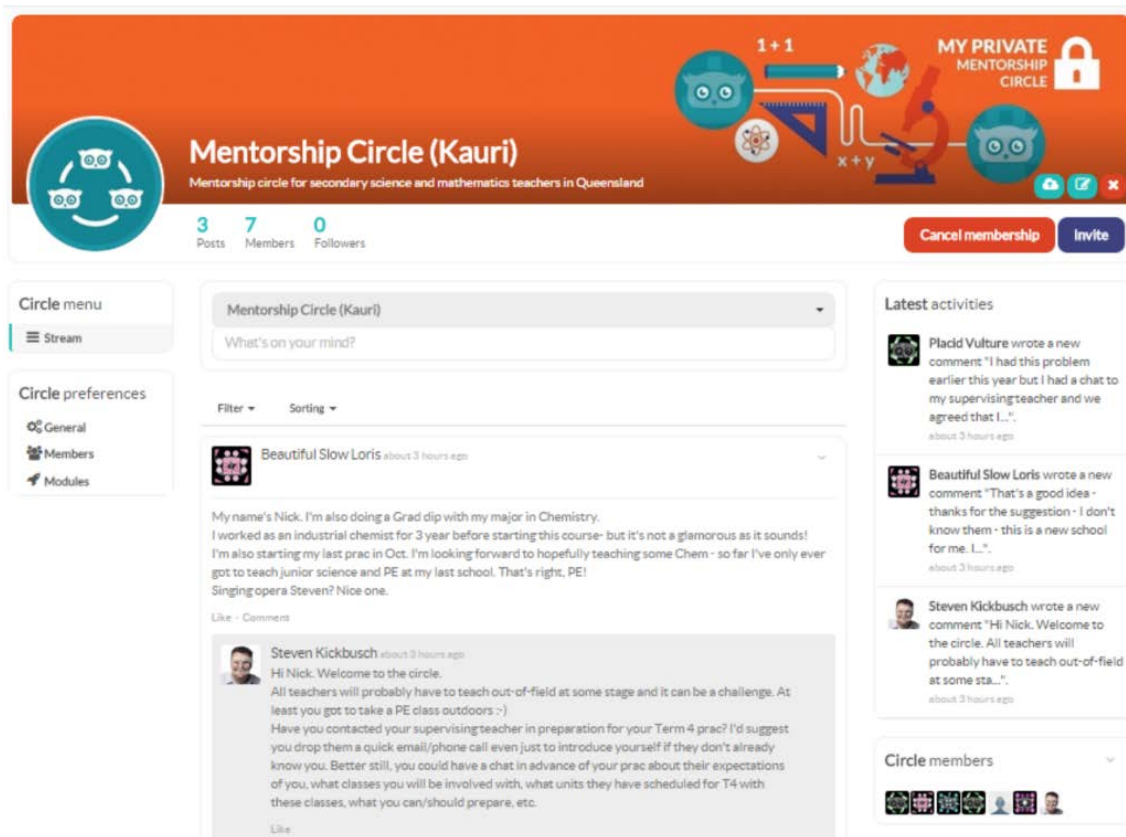 1 + 1
MY PRIVATE
MENTORSHIP
CIRCLE
x + y
Mentorship Circle (Kauri)
Mentorship circle for secondary science and mathematics teachers in Queensland
3 7 0
Posts Members Followers
Cancel membership Invite
Circle menu
Stream
Circle preferences
General
Members
Modules
Mentorship Circle (Kauri)
What's on your mind?
Filter Sorting
Beautiful Slow Loris about 3 hours ago
My name's Nick. I'm also doing a Grad dip with my major in Chemistry.
I worked as an industrial chemist for 3 year before starting this course- but it's not a glamorous as it sounds!
I'm also starting my last prac in Oct. I'm looking forward to hopefully teaching some Chem - so far I've only ever
got to teach junior science and PE at my last school. That's right, PE!
Singing opera Steven? Nice one.
Like - Comment
Steven Kickbusch about 3 hours ago
Hi Nick. Welcome to the circle.
All teachers will probably have to teach out-of-field at some stage and it can be a challenge. At
least you got to take a PE class outdoors :-)
Have you contacted your supervising teacher in preparation for your Term 4 prac? I'd suggest
you drop them a quick email/phone call even just to introduce yourself if they don't already
know you. Better still, you could have a chat in advance of your prac about their expectations
of you, what classes you will be involved with, what units they have scheduled for T4 with
these classes, what you can/should prepare, etc.
Like
Latest activities
Placid Vulture wrote a new
comment "I had this problem
earlier this year but I had a chat to
my supervising teacher and we
agreed that I...".
about 3 hours ago
Beautiful Slow Loris wrote a new
comment "That's a good idea -
thanks for the suggestion - I don't
know them - this is a new school
for me. I...".
about 3 hours ago
Steven Kickbusch wrote a new
comment "Hi Nick. Welcome to
the circle. All teachers will
probably have to teach out-of-field
at some sta...".
about 3 hours ago
Circle members